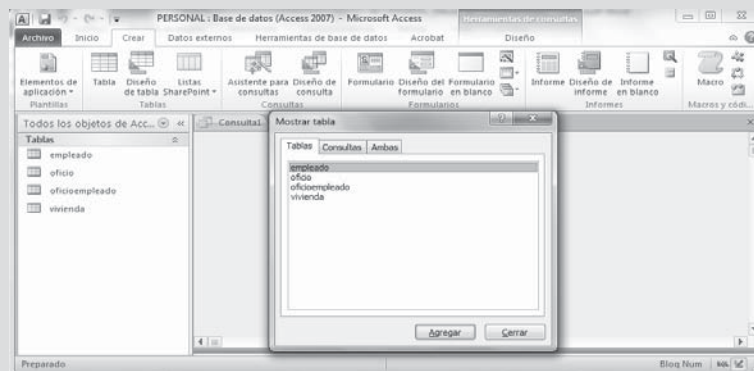 PERSONAL : Base de datos (Access 2007) - Microsoft Access
Herramientas de consultas
Archivo Inicio Crear Datos externos Herramientas de base de datos Acrobat Diseño
Elementos de aplicación
Tabla
Diseño de tabla
Listas SharePoint
Asistente para consultas
Diseño de consulta
Formulario
Diseño del formulario
Formulario en blanco
Informe
Diseño de informe
Informe en blanco
Macro
Plantillas Tablas Consultas Formularios Informes Macros y códi...
Todos los objetos de Acc...
Tablas
empleado
oficio
oficioempleado
vivienda
Consulta1
Mostrar tabla
Tablas Consultas Ambas
empleado
oficio
oficioempleado
vivienda
Agregar Cerrar
Preparado
Bloq Num
SQL